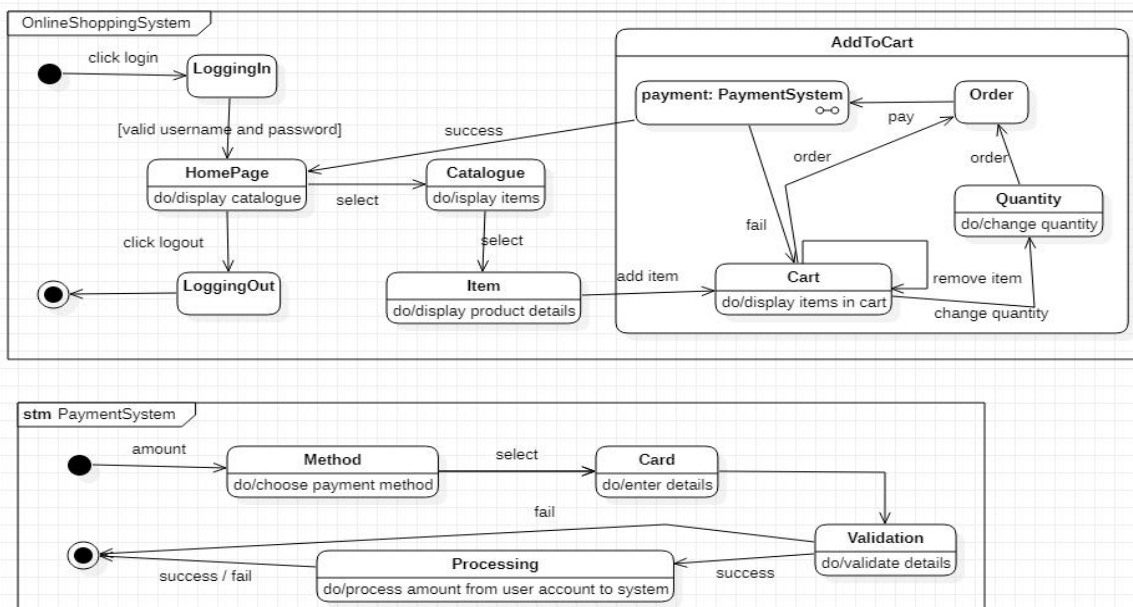 OnlineShoppingSystem
click login
LoggingIn
[valid username and password]
HomePage
do/display catalogue
click logout
LoggingOut
select
Catalogue
do/isplay items
select
Item
do/display product details
success
add item
AddToCart
payment: PaymentSystem
Order
pay
order
order
Quantity
do/change quantity
fail
Cart
do/display items in cart
remove item
change quantity
stm PaymentSystem
amount
Method
do/choose payment method
select
Card
do/enter details
fail
Validation
do/validate details
success
Processing
do/process amount from user account to system
success / fail